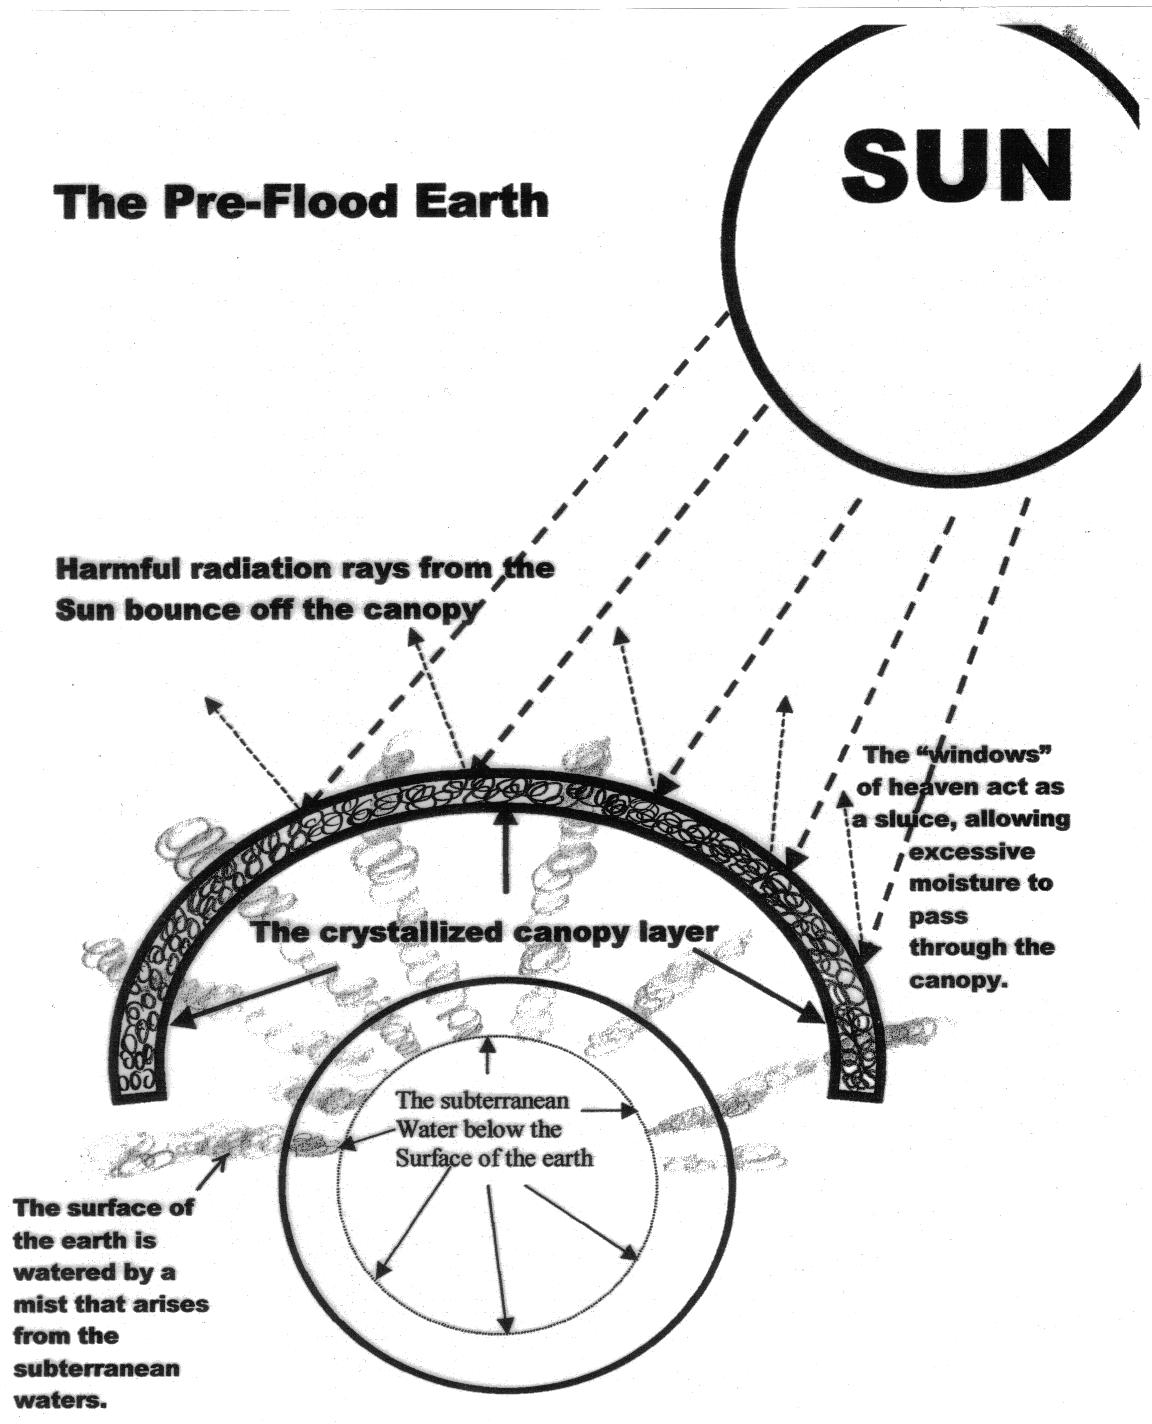 SUN
The Pre-Flood Earth
Harmful radiation rays from the
Sun bounce off the canopy
The “windows”
of heaven act as
a sluice, allowing
excessive
moisture to
pass
through the
canopy.
The crystallized canopy layer
The subterranean
Water below the
Surface of the earth
The surface of
the earth is
watered by a
mist that arises
from the
subterranean
waters.